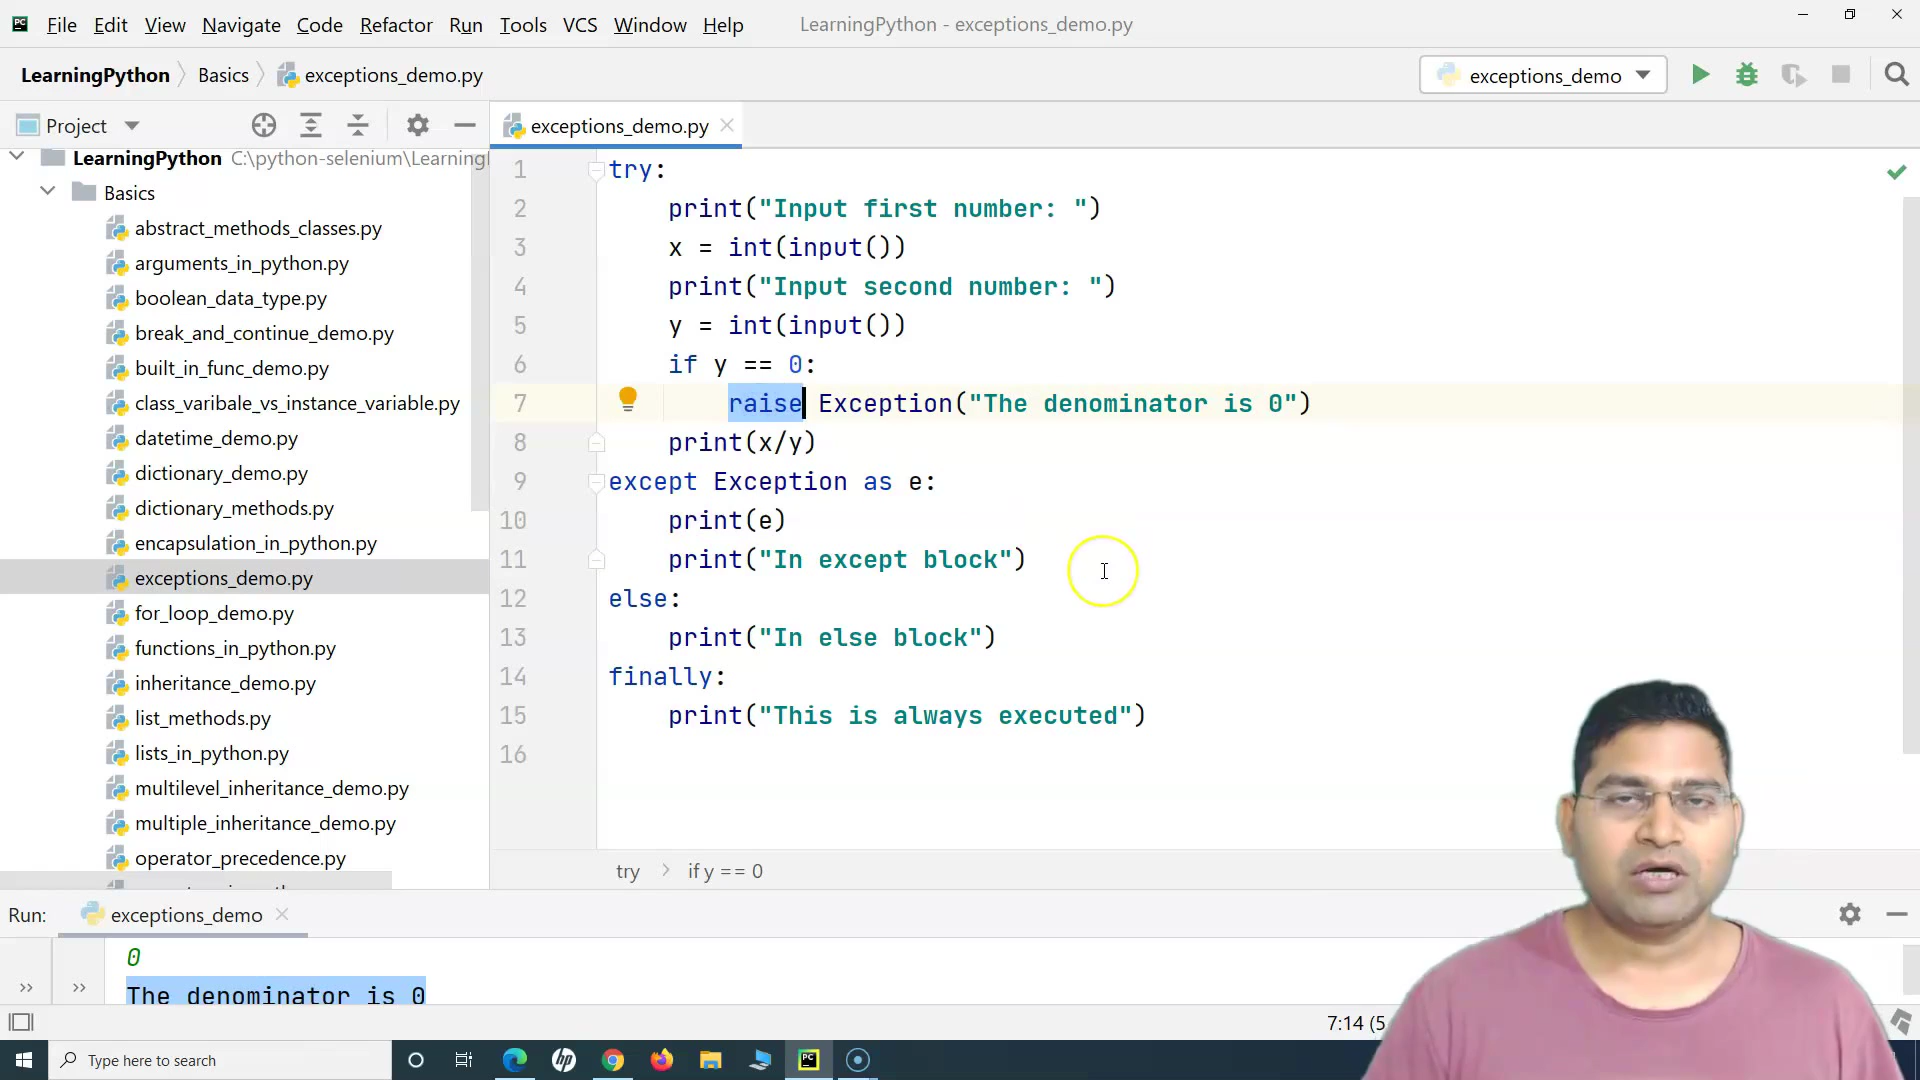 File Edit View Navigate Code Refactor Run Tools VCS Window Help LearningPython - exceptions_demo.py
LearningPython Basics exceptions_demo.py
exceptions_demo
Project
exceptions_demo.py
LearningPython C:\python-selenium\Learning
Basics
abstract_methods_classes.py
arguments_in_python.py
boolean_data_type.py
break_and_continue_demo.py
built_in_func_demo.py
class_varibale_vs_instance_variable.py
datetime_demo.py
dictionary_demo.py
dictionary_methods.py
encapsulation_in_python.py
exceptions_demo.py
for_loop_demo.py
functions_in_python.py
inheritance_demo.py
list_methods.py
lists_in_python.py
multilevel_inheritance_demo.py
multiple_inheritance_demo.py
operator_precedence.py
1 try:
2 print("Input first number: ")
3 x = int(input())
4 print("Input second number: ")
5 y = int(input())
6 if y == 0:
7 raise Exception("The denominator is 0")
8 print(x/y)
9 except Exception as e:
10 print(e)
11 print("In except block")
12 else:
13 print("In else block")
14 finally:
15 print("This is always executed")
16
try if y == 0
Run: exceptions_demo
0
The denominator is 0
7:14 (5
Type here to search
hp
PC